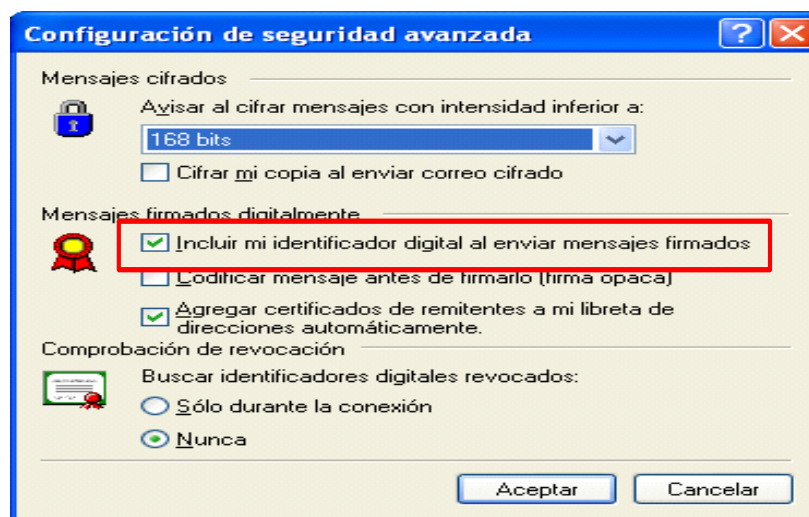 Configuración de seguridad avanzada
Mensajes cifrados
Avisar al cifrar mensajes con intensidad inferior a:
168 bits
Cifrar mi copia al enviar correo cifrado
Mensajes firmados digitalmente
Incluir mi identificador digital al enviar mensajes firmados
Codificar mensaje antes de firmarlo (firma opaca)
Agregar certificados de remitentes a mi libreta de
direcciones automáticamente.
Comprobación de revocación
Buscar identificadores digitales revocados:
Sólo durante la conexión
Nunca
Aceptar
Cancelar